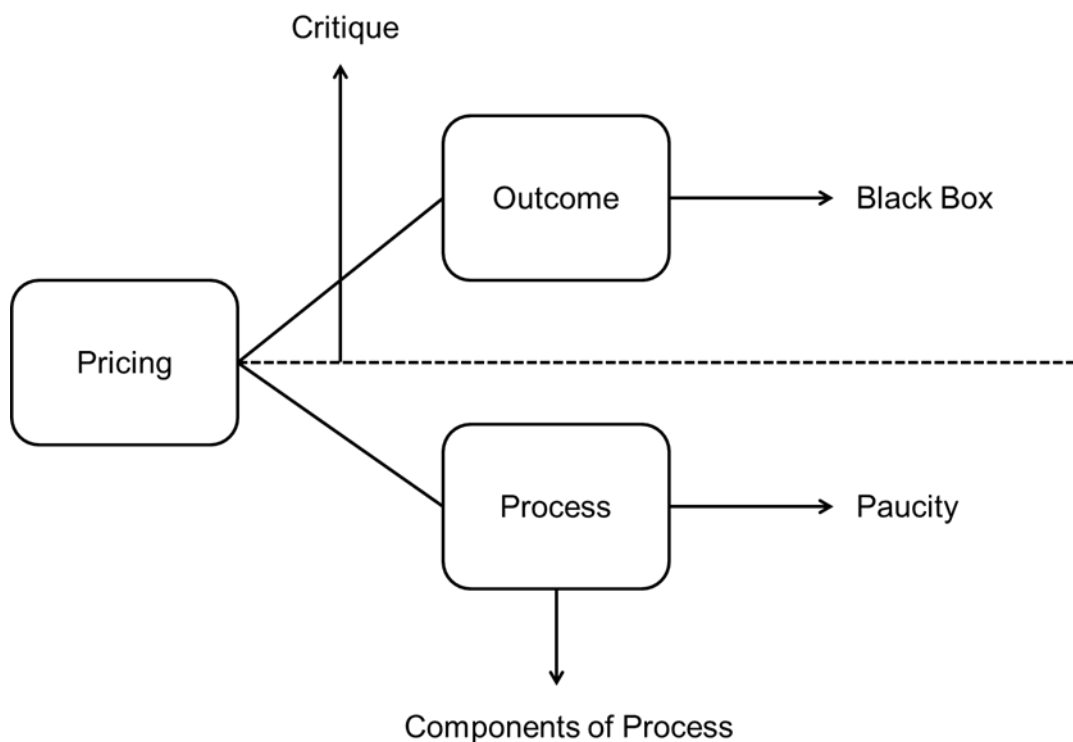 Critique
Outcome
Black Box
Pricing
Process
Paucity
Components of Process